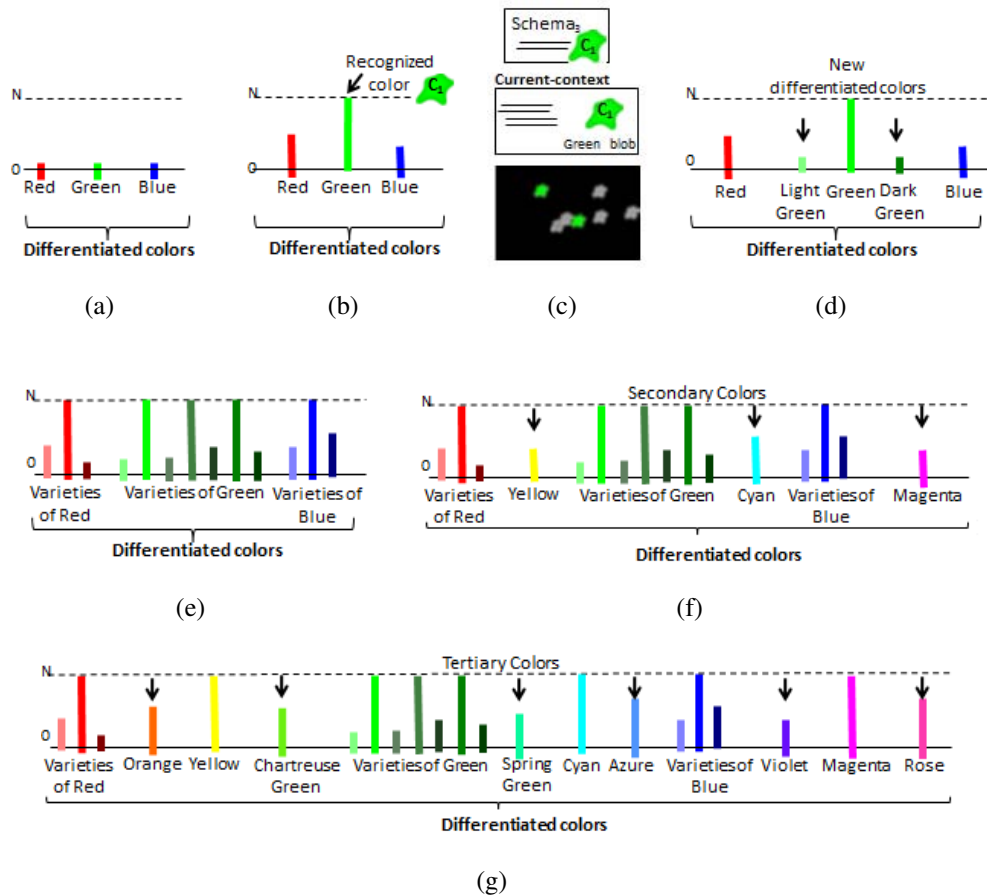 N
0
Red Green Blue
Differentiated colors
(a)
Recognized
color
C1
N
0
Red Green Blue
Differentiated colors
(b)
Schema3
C1
Current-context
C1
Green blob
(c)
New
differentiated colors
N
0
Red Light Green Dark Blue
Green Green
Differentiated colors
(d)
N
0
Varieties Varieties of Green Varieties of
of Red Blue
Differentiated colors
(e)
Secondary Colors
N
0
Varieties Yellow Varieties of Green Cyan Varieties of Magenta
of Red Blue
Differentiated colors
(f)
Tertiary Colors
N
0
Varieties Orange Yellow Chartreuse Varieties of Green Spring Cyan Azure Varieties of Violet Magenta Rose
of Red Green Green Blue
Differentiated colors
(g)